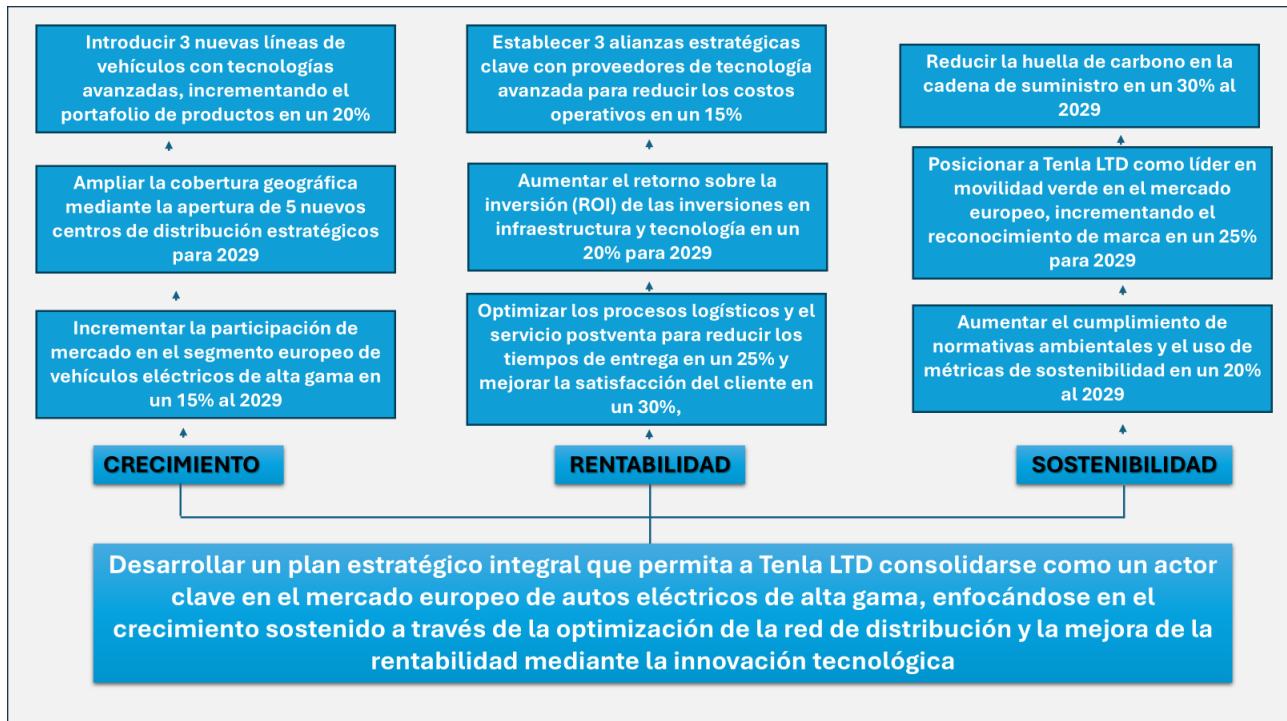 Introducir 3 nuevas líneas de
vehículos con tecnologías
avanzadas, incrementando el
portafolio de productos en un 20%
Establecer 3 alianzas estratégicas
clave con proveedores de tecnología
avanzada para reducir los costos
operativos en un 15%
Reducir la huella de carbono en la
cadena de suministro en un 30% al
2029
Ampliar la cobertura geográfica
mediante la apertura de 5 nuevos
centros de distribución estratégicos
para 2029
Aumentar el retorno sobre la
inversión (ROI) de las inversiones en
infraestructura y tecnología en un
20% para 2029
Posicionar a Tenla LTD como líder en
movilidad verde en el mercado
europeo, incrementando el
reconocimiento de marca en un 25%
para 2029
Incrementar la participación de
mercado en el segmento europeo de
vehículos eléctricos de alta gama en
un 15% al 2029
Optimizar los procesos logísticos y el
servicio postventa para reducir los
tiempos de entrega en un 25% y
mejorar la satisfacción del cliente en
un 30%,
Aumentar el cumplimiento de
normativas ambientales y el uso de
métricas de sostenibilidad en un 20%
al 2029
CRECIMIENTO
RENTABILIDAD
SOSTENIBILIDAD
Desarrollar un plan estratégico integral que permita a Tenla LTD consolidarse como un actor
clave en el mercado europeo de autos eléctricos de alta gama, enfocándose en el
crecimiento sostenido a través de la optimización de la red de distribución y la mejora de la
rentabilidad mediante la innovación tecnológica